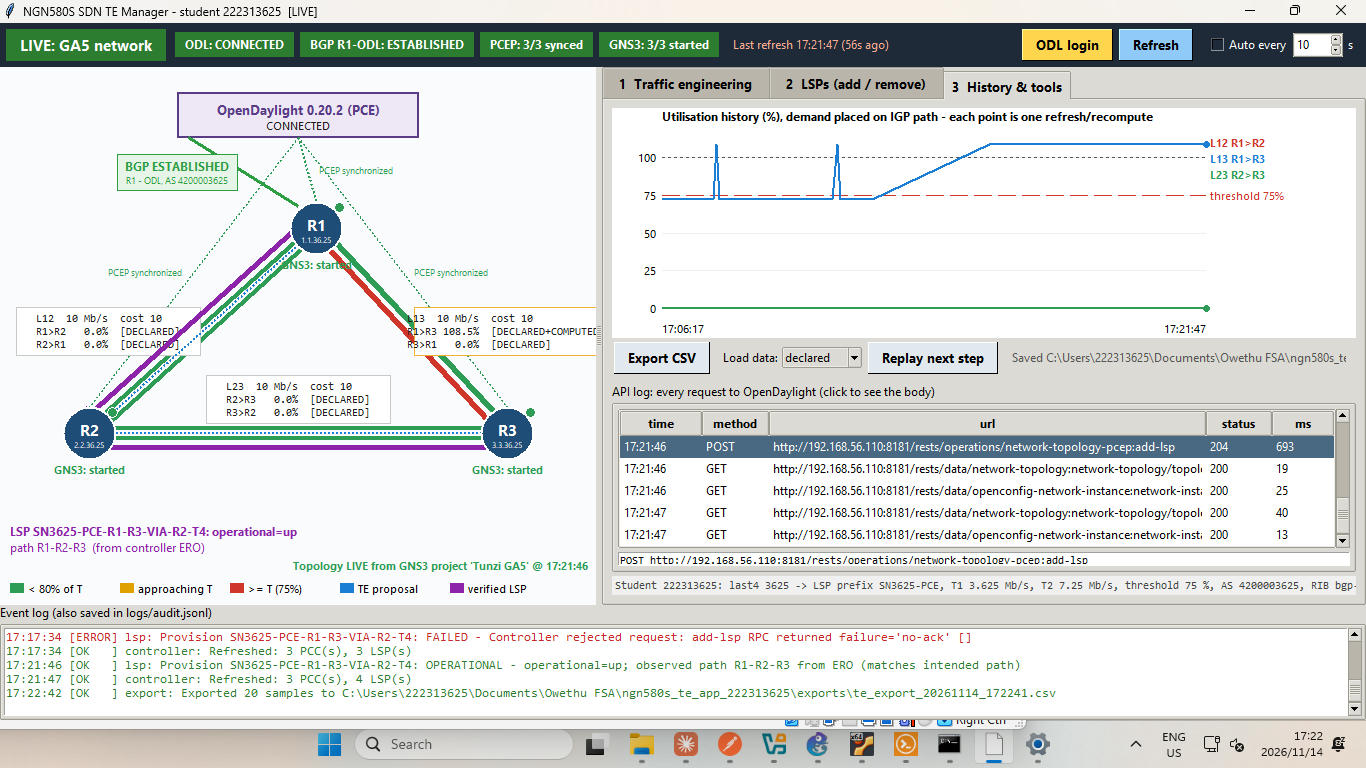 NGN580S SDN TE Manager - student 222313625 [LIVE]
LIVE: GA5 network
ODL: CONNECTED
BGP R1-ODL: ESTABLISHED
PCEP: 3/3 synced
GNS3: 3/3 started
Last refresh 17:21:47 (56s ago)
ODL login
Refresh
Auto every
10
s
OpenDaylight 0.20.2 (PCE)
CONNECTED
BGP ESTABLISHED
R1 - ODL, AS 4200003625
PCEP synchronized
R1
1.1.36.25
GNS3: started
PCEP synchronized
PCEP synchronized
L12 10 Mb/s cost 10
R1>R2 0.0% [DECLARED]
R2>R1 0.0% [DECLARED]
L13 10 Mb/s cost 10
R1>R3 108.5% [DECLARED+COMPUTED
R3>R1 0.0% [DECLARED]
L23 10 Mb/s cost 10
R2>R3 0.0% [DECLARED]
R3>R2 0.0% [DECLARED]
R2
2.2.36.25
GNS3: started
R3
3.3.36.25
GNS3: started
LSP SN3625-PCE-R1-R3-VIA-R2-T4: operational=up
path R1-R2-R3 (from controller ERO)
Topology LIVE from GNS3 project 'Tunzi GA5' @ 17:21:46
< 80% of T
approaching T
>= T (75%)
TE proposal
verified LSP
1 Traffic engineering
2 LSPs (add / remove)
3 History & tools
Utilisation history (%), demand placed on IGP path - each point is one refresh/recompute
100
75
50
25
0
L12 R1>R2
L13 R1>R3
L23 R2>R3
threshold 75%
17:06:17
17:21:47
Export CSV
Load data:
declared
Replay next step
Saved C:\Users\222313625\Documents\Owethu FSA\ngn580s_te
API log: every request to OpenDaylight (click to see the body)
time method url status ms
17:21:46 POST http://192.168.56.110:8181/rests/operations/network-topology-pcep:add-lsp 204 693
17:21:46 GET http://192.168.56.110:8181/rests/data/network-topology:network-topology/topol 200 19
17:21:46 GET http://192.168.56.110:8181/rests/data/openconfig-network-instance:network-insta 200 25
17:21:47 GET http://192.168.56.110:8181/rests/data/network-topology:network-topology/topol 200 40
17:21:47 GET http://192.168.56.110:8181/rests/data/openconfig-network-instance:network-insta 200 13
POST http://192.168.56.110:8181/rests/operations/network-topology-pcep:add-lsp
Student 222313625: last4 3625 -> LSP prefix SN3625-PCE, T1 3.625 Mb/s, T2 7.25 Mb/s, threshold 75 %, AS 4200003625, RIB bgp-
Event log (also saved in logs/audit.jsonl)
17:17:34 [ERROR] lsp: Provision SN3625-PCE-R1-R3-VIA-R2-T4: FAILED - Controller rejected request: add-lsp RPC returned failure='no-ack' []
17:17:34 [OK ] controller: Refreshed: 3 PCC(s), 3 LSP(s)
17:21:46 [OK ] lsp: Provision SN3625-PCE-R1-R3-VIA-R2-T4: OPERATIONAL - operational=up; observed path R1-R2-R3 from ERO (matches intended path)
17:21:47 [OK ] controller: Refreshed: 3 PCC(s), 4 LSP(s)
17:22:42 [OK ] export: Exported 20 samples to C:\Users\222313625\Documents\Owethu FSA\ngn580s_te_app_222313625\exports\te_export_20261114_172241.csv
Right Ctrl
Search
ENG
US
17:22
2026/11/14